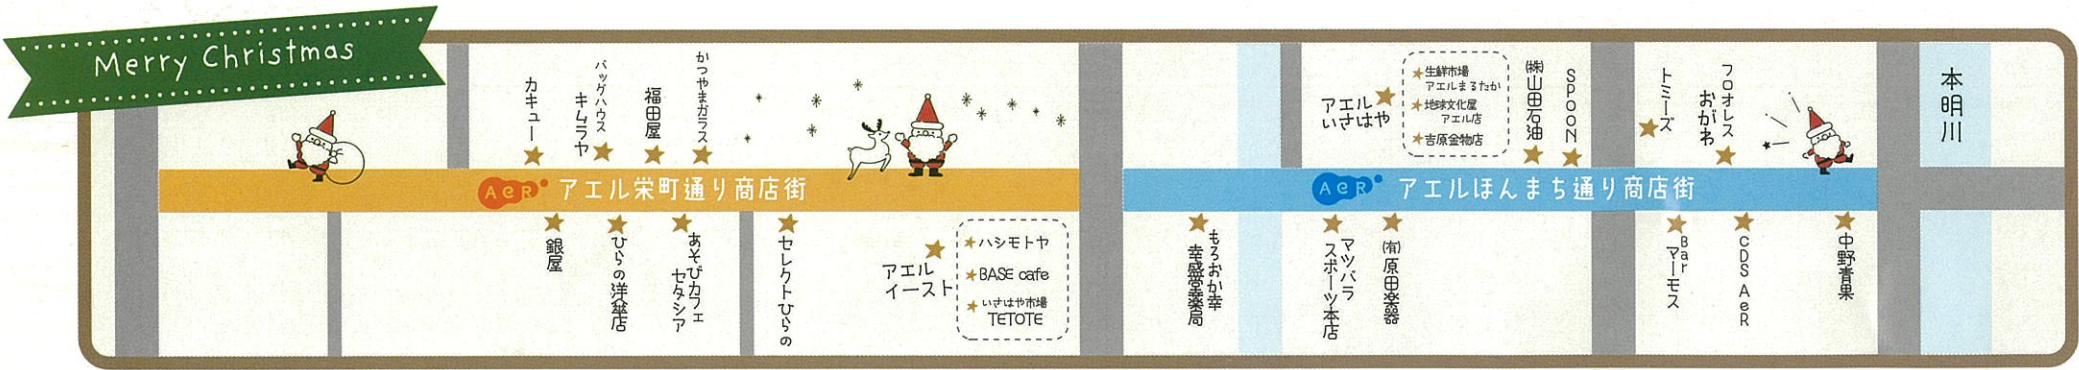 Merry Christmas
カキュー
バッグハウス
キムラヤ
福田屋
かつやまガラス
AeR アエル栄町通り商店街
銀屋
ひらの洋傘店
あそびカフェ
セタシア
セレクトひらの
アエル
イースト
ハシモトヤ
BASE cafe
いさはや市場
TETOTE
アエル
いさはや
生鮮市場
アエルまるたか
地球文化屋
アエル店
吉原金物店
㈱山田石油
SPOON
トミーズ
フロオレス
おがわ
本明川
AeR アエルほんまち通り商店街
もろおか幸
幸盛堂薬局
マツバラ
スポーツ本店
㈲原田楽器
Bar
マーモス
CDS AeR
中野青果